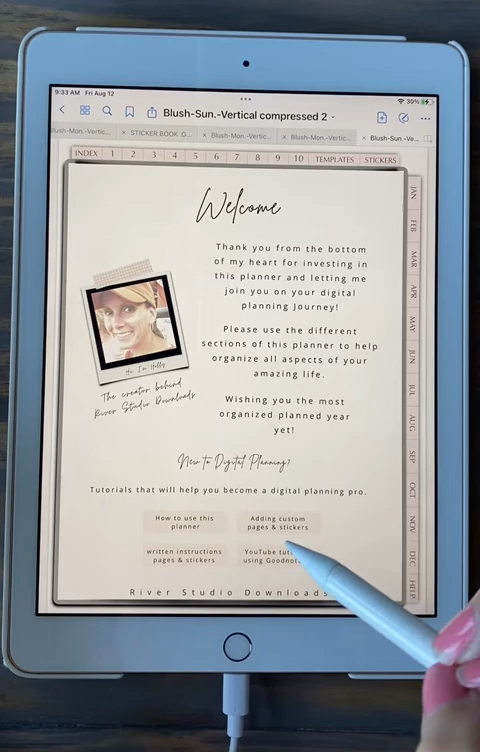 9:33 AM Fri Aug 12
30%
Blush-Sun.-Vertical compressed 2
Blush-Mon.-Vertic...
STICKER BOOK
Blush-Mon.-Vertic...
Blush-Mon.-Vertic...
Blush-Sun.-Ve...
INDEX 1 2 3 4 5 6 7 8 9 10 TEMPLATES STICKERS
JAN
FEB
MAR
APR
MAY
JUN
JUL
AUG
SEP
OCT
NOV
DEC
HELP
Welcome
Thank you from the bottom
of my heart for investing in
this planner and letting me
join you on your digital
planning Journey!
Please use the different
sections of this planner to help
organize all aspects of your
amazing life.
Wishing you the most
organized planned year
yet!
Hi I'm Holly
The creator behind
River Studio Downloads
New to Digital Planning?
Tutorials that will help you become a digital planning pro.
How to use this
planner
Adding custom
pages & stickers
written instructions
pages & stickers
YouTube
using
River Studio Downloads